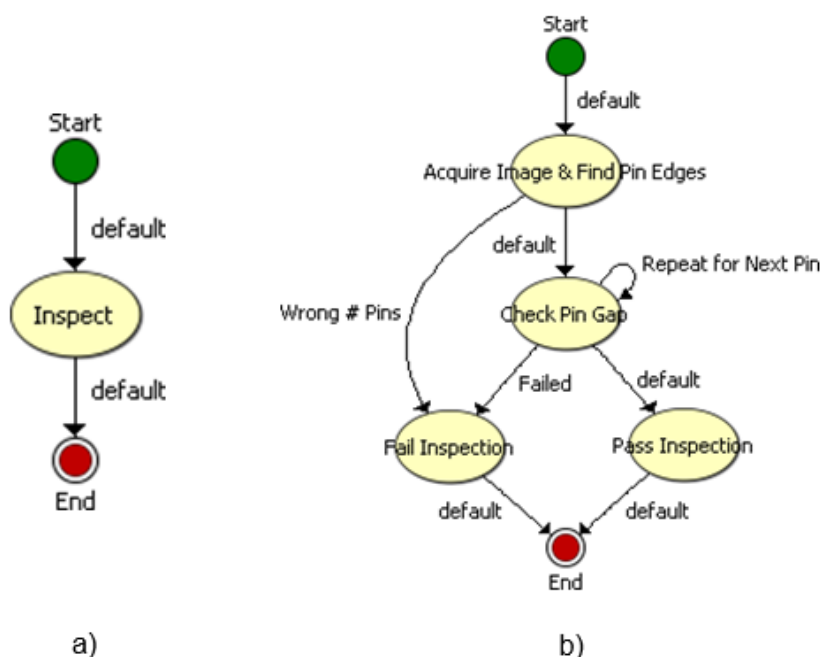 Start
default
Inspect
default
End
a)
Start
default
Acquire Image & Find Pin Edges
default
Repeat for Next Pin
Wrong # Pins
Check Pin Gap
Failed
default
Fail Inspection
Pass Inspection
default
default
End
b)